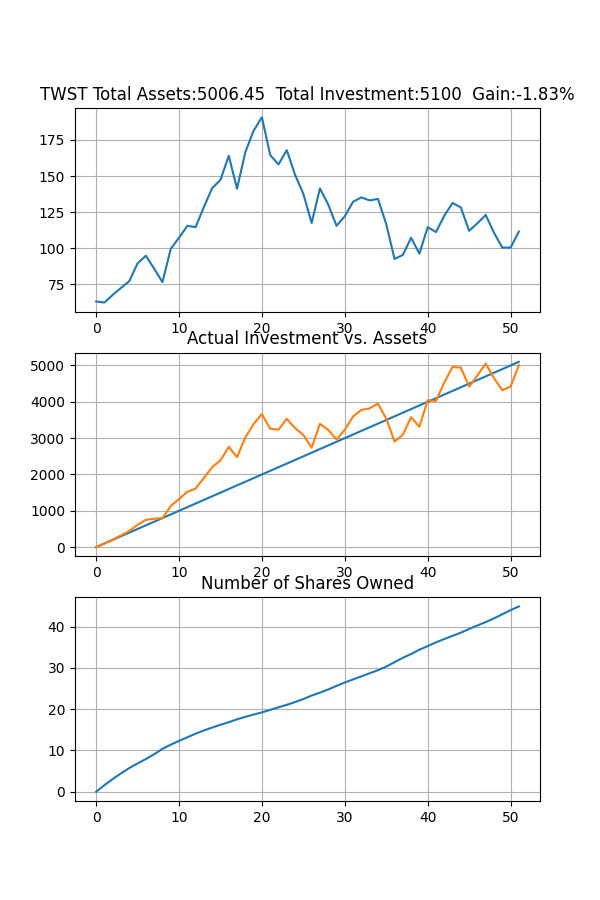 TWST Total Assets:5006.45 Total Investment:5100 Gain:-1.83%
175
150
125
100
75
0 10 20 30 40 50
Actual Investment vs. Assets
5000
4000
3000
2000
1000
0
0 10 20 30 40 50
Number of Shares Owned
40
30
20
10
0
0 10 20 30 40 50